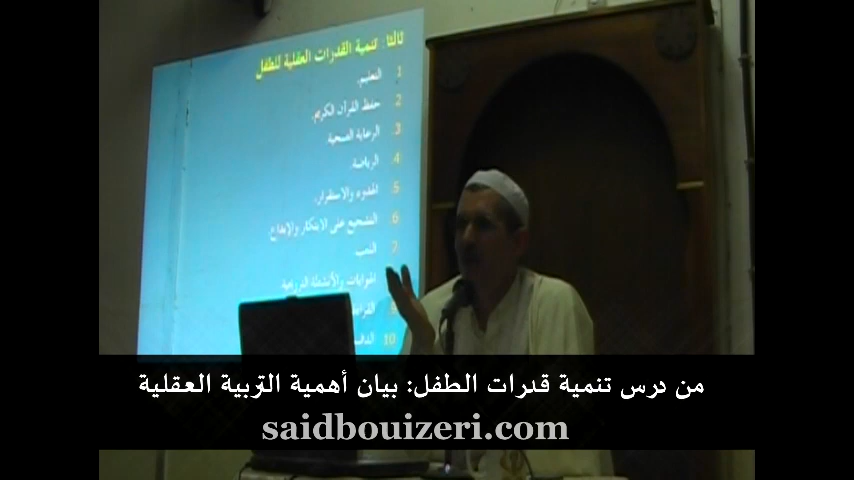 ثالثا: تنمية القدرات العقلية للطفل
1 التعليم.
2 حفظ القرآن الكريم.
3 الرعاية الصحية
4 الرياضة.
5 الهدوء والاستقرار.
6 التشجيع على الابتكار والإبداع.
7 اللعب
الهوايات والأنشطة الترويحية
9
10
من درس تنمية قدرات الطفل: بيان أهمية التربية العقلية
saidbouizeri.com